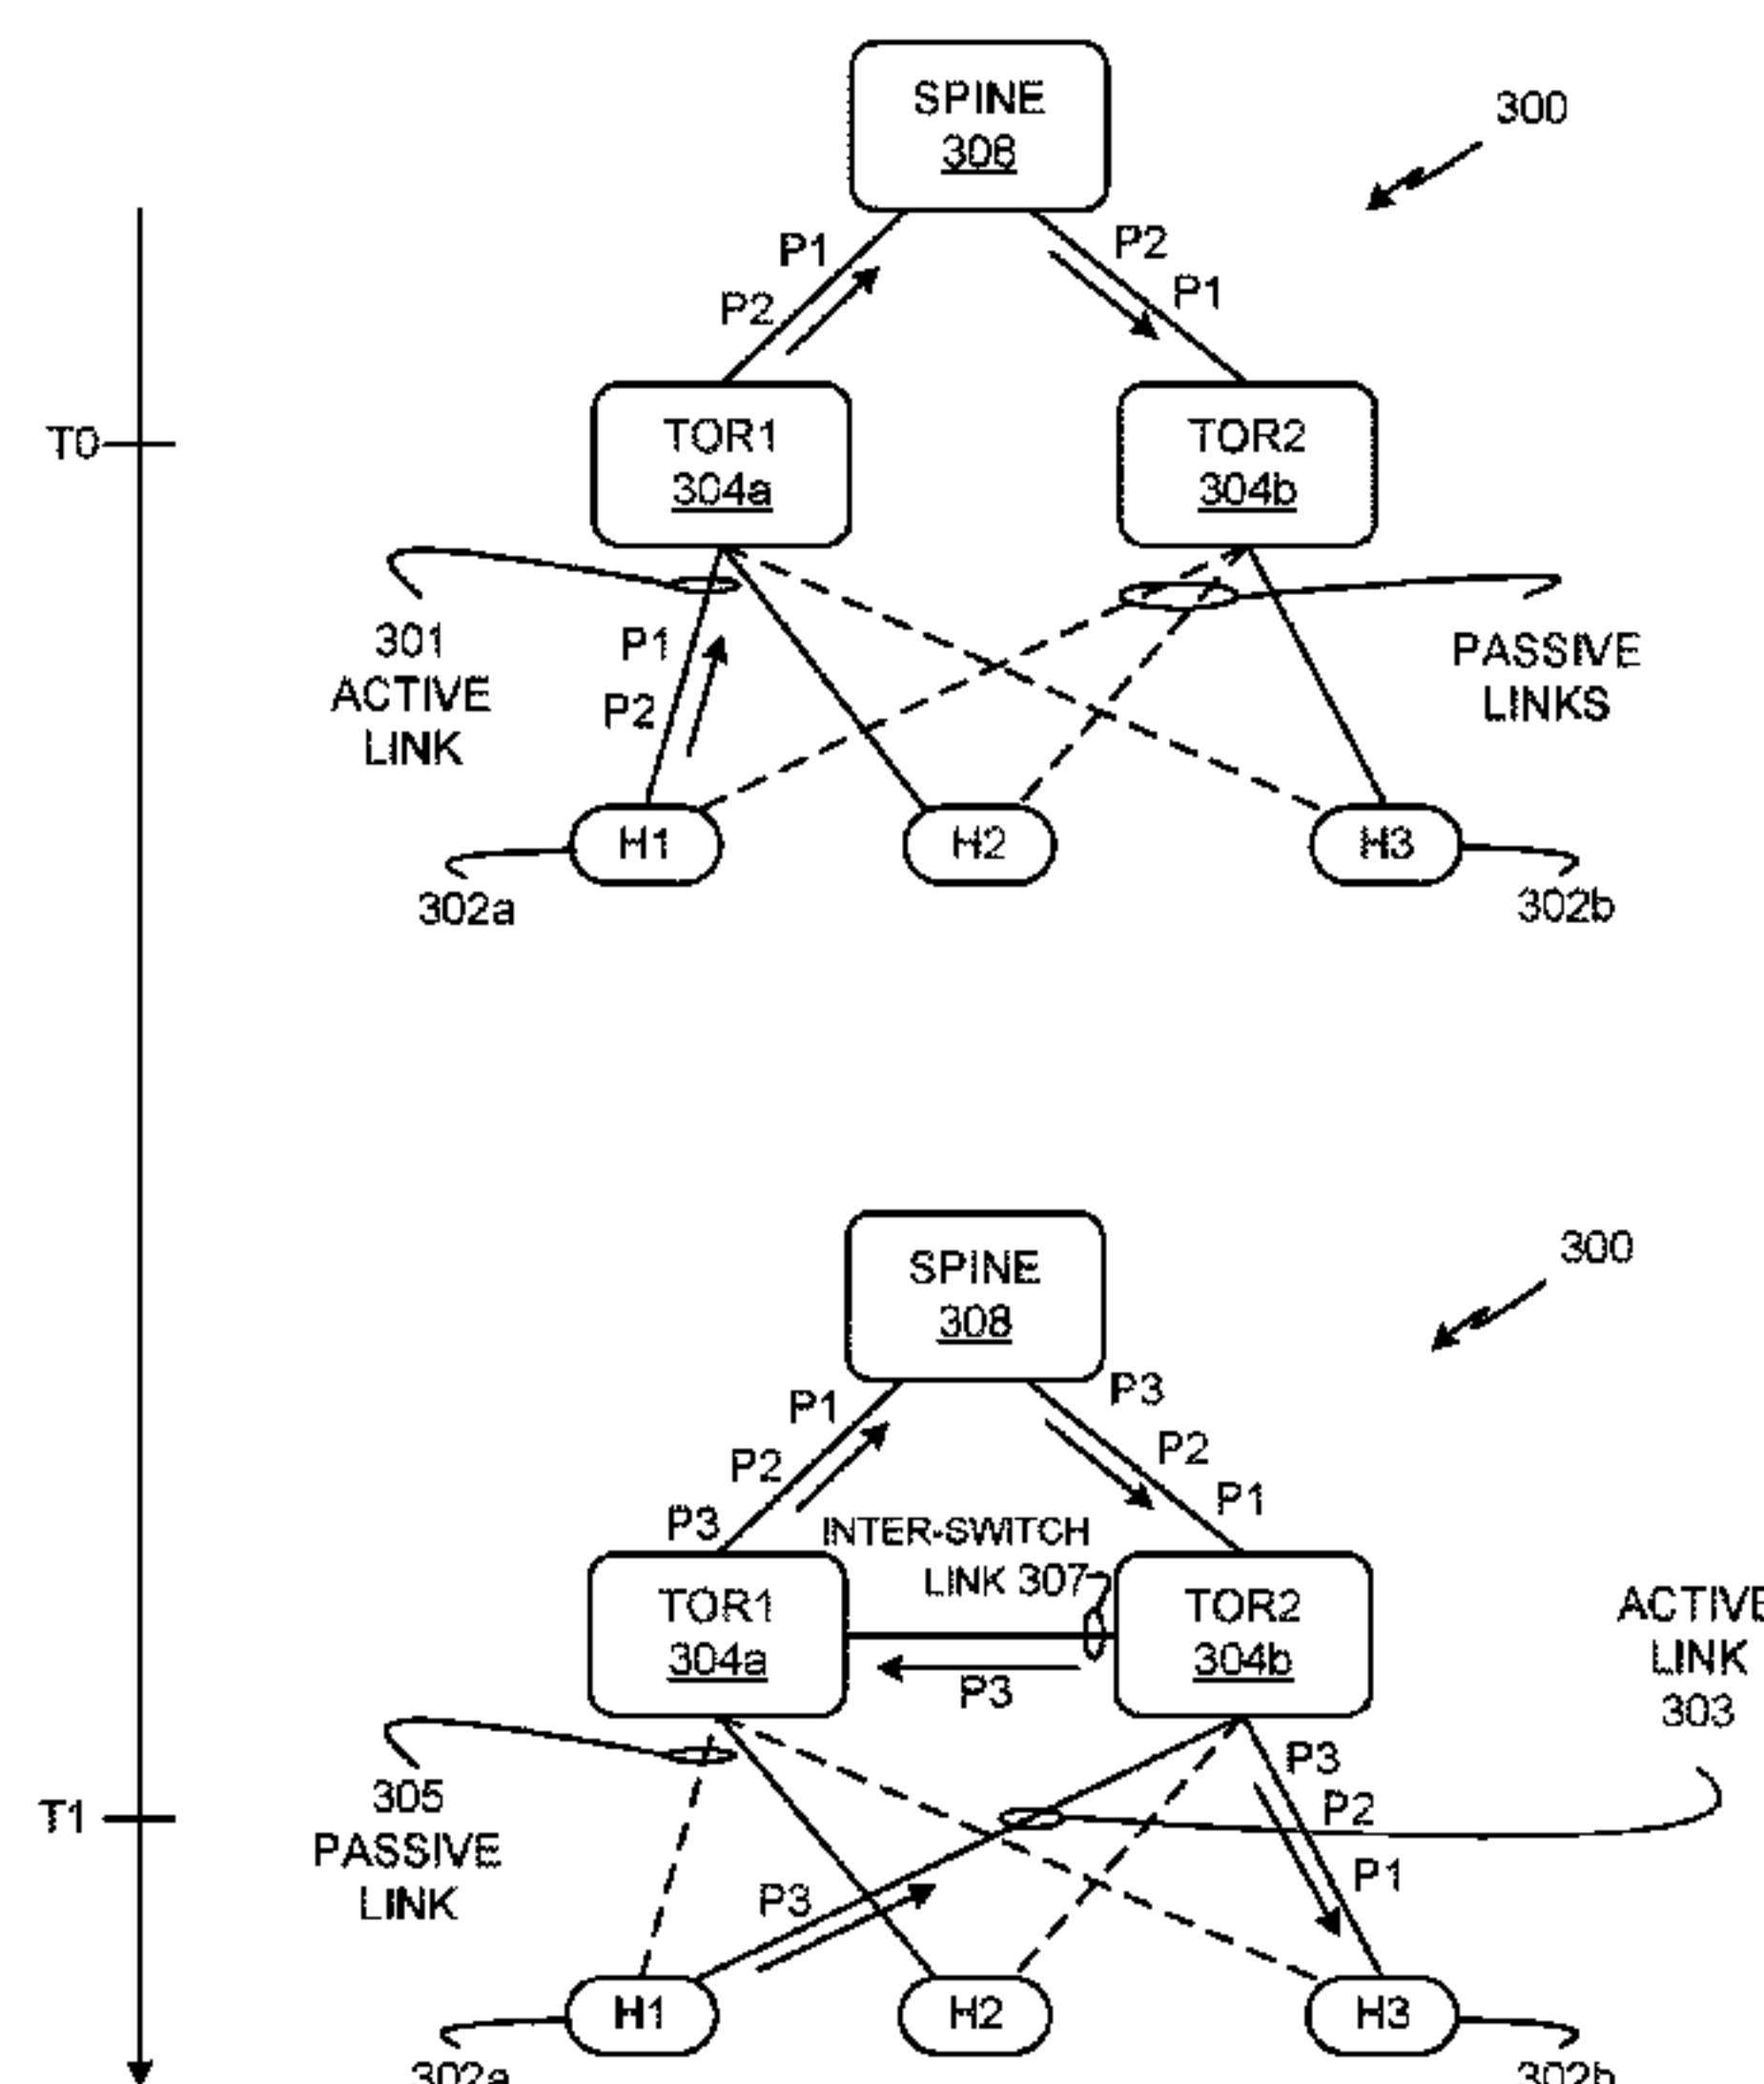 SPINE
308
300
P1
P2
P2
P1
T0
TOR1
304a
TOR2
304b
301
ACTIVE
LINK
P1
P2
PASSIVE
LINKS
H1
H2
H3
302a
302b
SPINE
308
300
P1
P2
P3
P3
P2
P1
INTER-SWITCH
LINK 307
TOR1
304a
TOR2
304b
P3
ACTIVE
LINK
303
T1
305
PASSIVE
LINK
P3
P3
P2
P1
H1
H2
H3
302a
302b